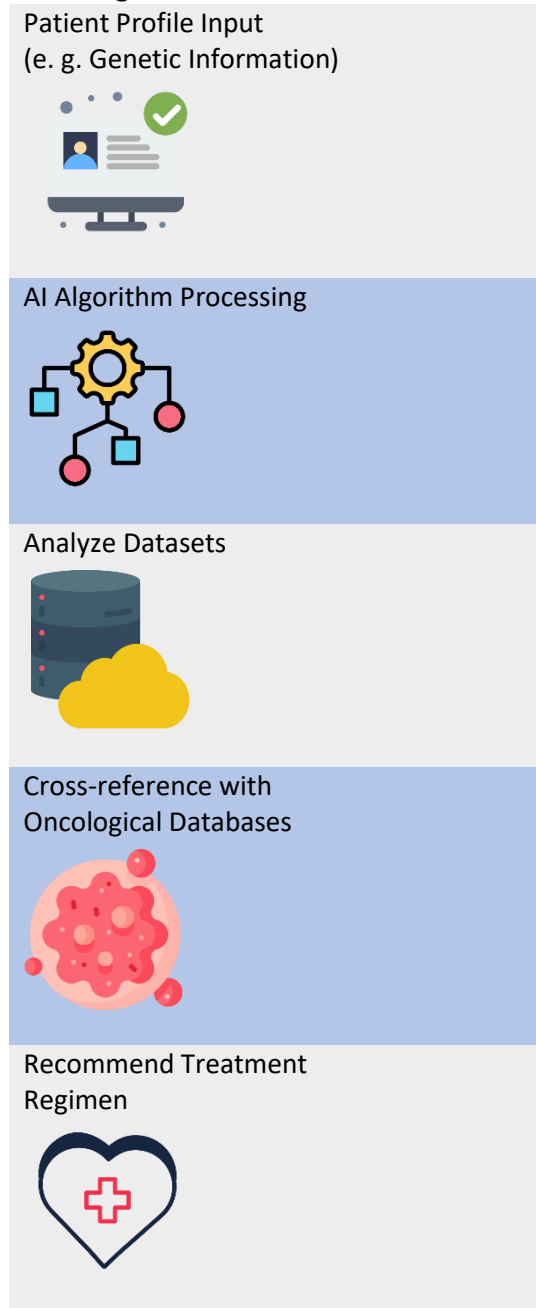 Patient Profile Input
(e. g. Genetic Information)
AI Algorithm Processing
Analyze Datasets
Cross-reference with
Oncological Databases
Recommend Treatment
Regimen